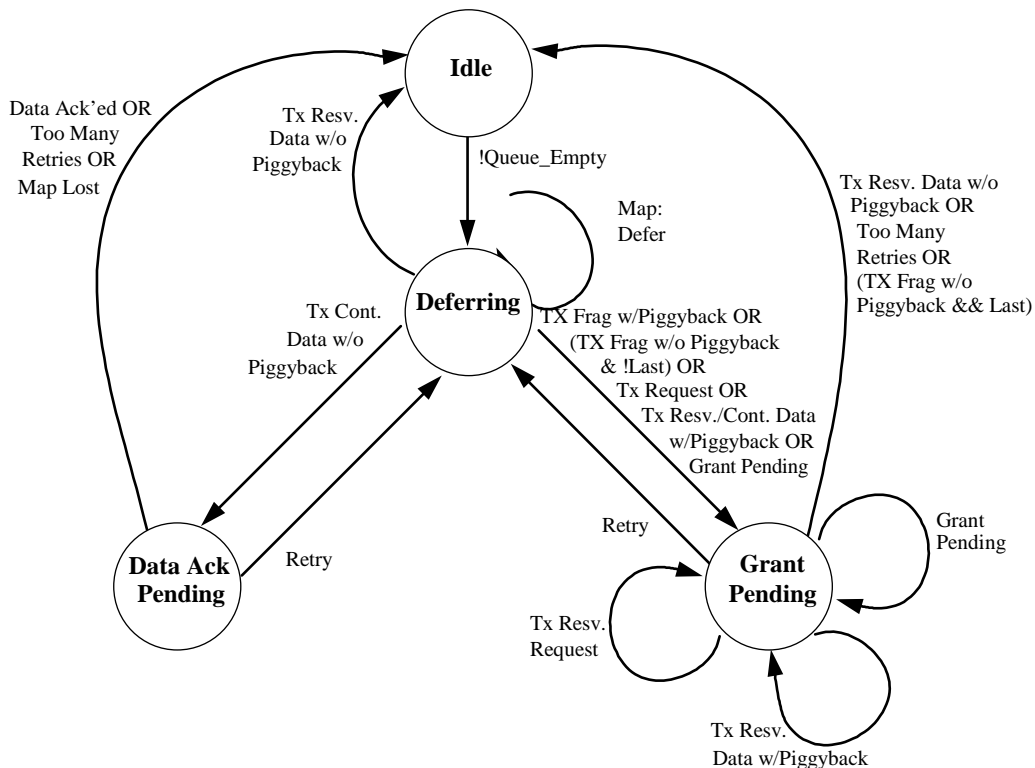 Idle
Data Ack’ed OR
Too Many
Retries OR
Map Lost
Tx Resv.
Data w/o
Piggyback
!Queue_Empty
Map:
Defer
Tx Resv. Data w/o
Piggyback OR
Too Many
Retries OR
(TX Frag w/o
Piggyback && Last)
Deferring
Tx Cont.
Data w/o
Piggyback
TX Frag w/Piggyback OR
(TX Frag w/o Piggyback
& !Last) OR
Tx Request OR
Tx Resv./Cont. Data
w/Piggyback OR
Grant Pending
Retry
Retry
Data Ack
Pending
Grant
Pending
Grant
Pending
Tx Resv.
Request
Tx Resv.
Data w/Piggyback